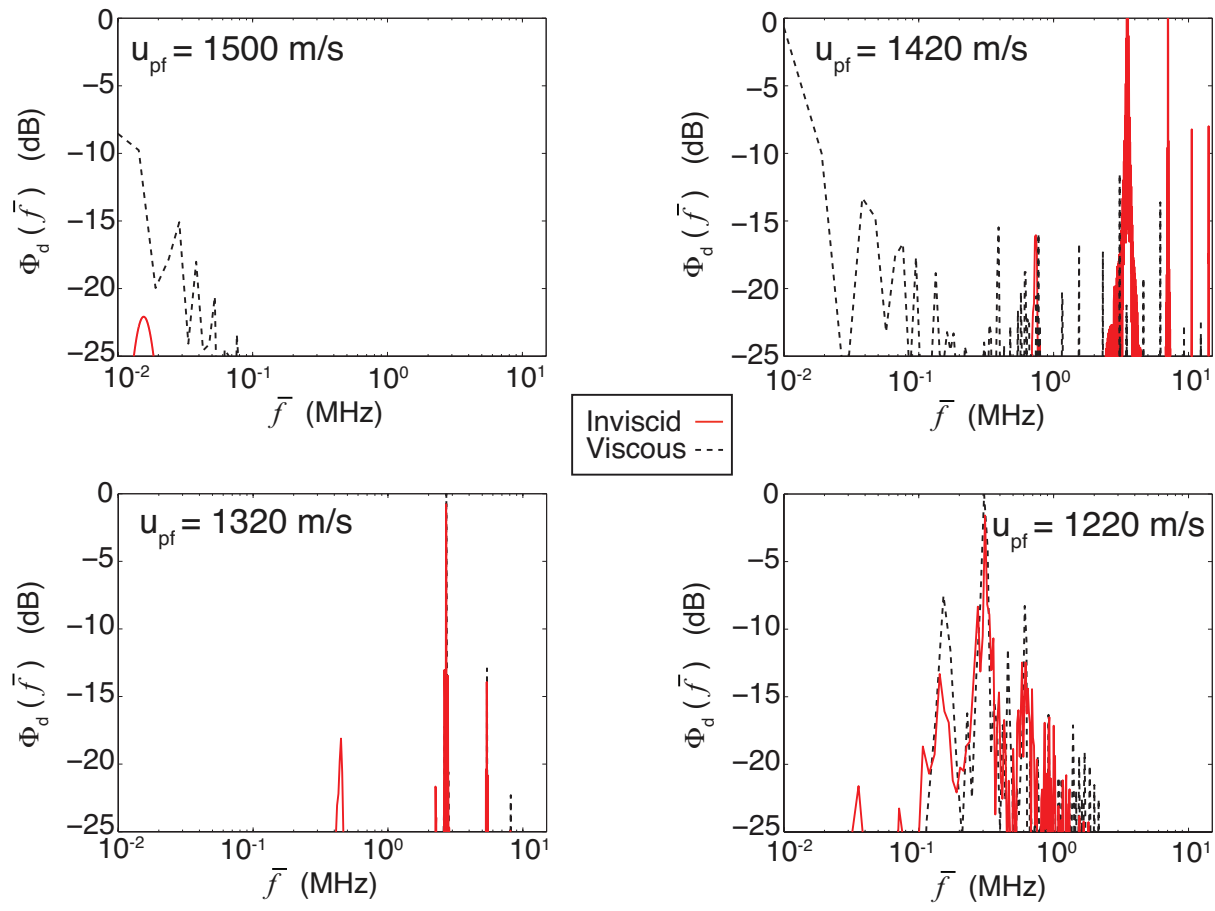 u_pf = 1500 m/s
0
−5
−10
−15
−20
−25
10^-2 10^-1 10^0 10^1
Φ_d (f̄) (dB)
f̄ (MHz)
u_pf = 1420 m/s
0
−5
−10
−15
−20
−25
10^-2 10^-1 10^0 10^1
Φ_d (f̄) (dB)
f̄ (MHz)
Inviscid
Viscous
u_pf = 1320 m/s
0
−5
−10
−15
−20
−25
10^-2 10^-1 10^0 10^1
Φ_d (f̄) (dB)
f̄ (MHz)
u_pf = 1220 m/s
0
−5
−10
−15
−20
−25
10^-2 10^-1 10^0 10^1
Φ_d (f̄) (dB)
f̄ (MHz)